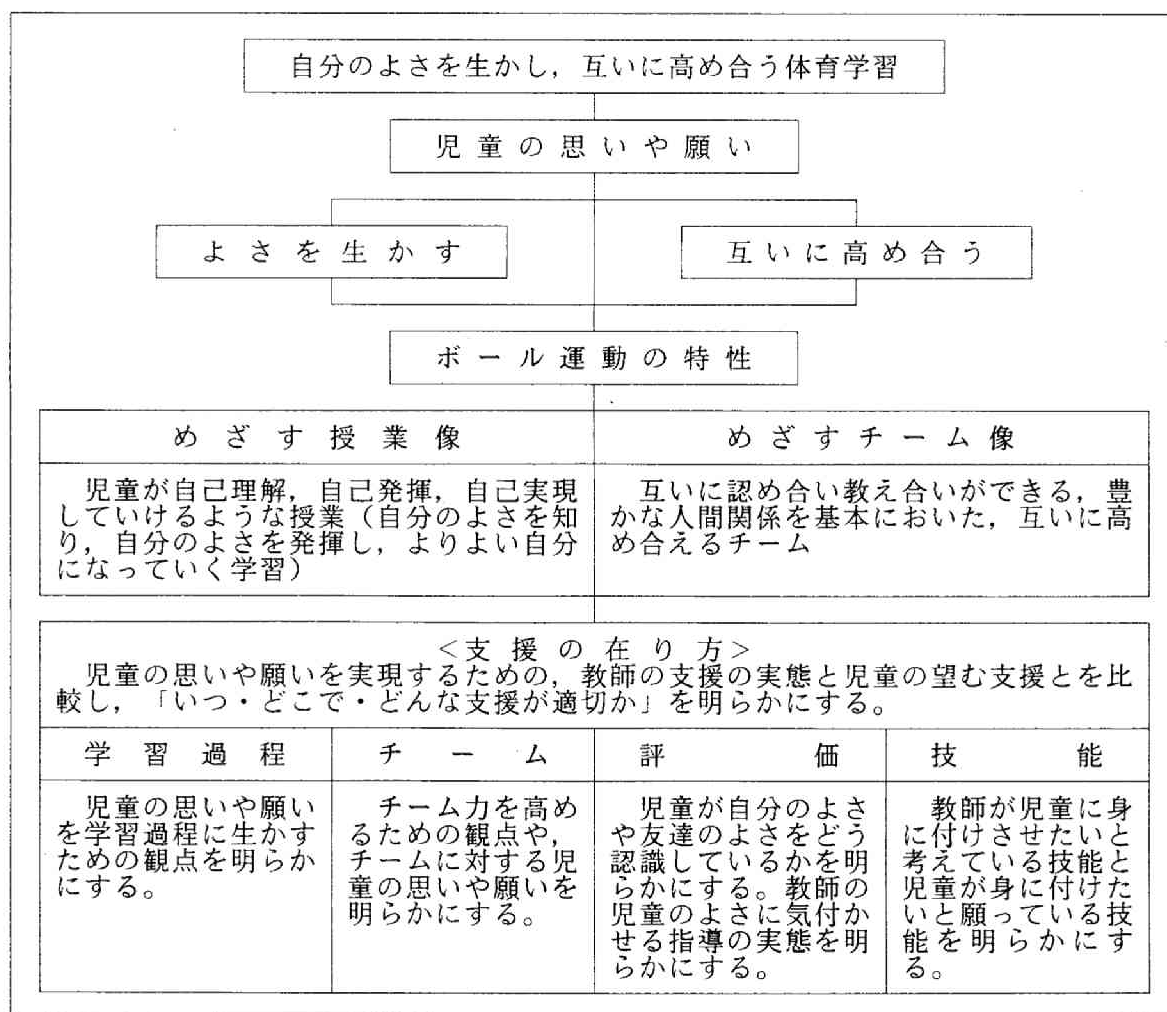 自分のよさを生かし，互いに高め合う体育学習
児童の思いや願い
よさを生かす
互いに高め合う
ボール運動の特性
めざす授業像
児童が自己理解，自己発揮，自己実現
していけるような授業（自分のよさを知
り，自分のよさを発揮し，よりよい自分
になっていく学習）
めざすチーム像
互いに認め合い教え合いができる，豊
かな人間関係を基本においた，互いに高
め合えるチーム
＜支援の在り方＞
児童の思いや願いを実現するための，教師の支援の実態と児童の望む支援とを比
較し，「いつ・どこで・どんな支援が適切か」を明らかにする。
学習過程
児童の思いや願い
を学習過程に生かす
ための観点を明らか
にする。
チーム
チーム力を高め
るための観点や，
チームに対する児
童の思いや願いを
明らかにする。
評価
児童が自分のよさ
や友達のよさをどう
認識しているかを明
らかにする。教師の
児童のよさに気付か
せる指導の実態を明
らかにする。
技能
教師が児童に身
に付けさせたいと
考えている技能と
児童が身に付けた
いと願っている技
能を明らかにす
る。